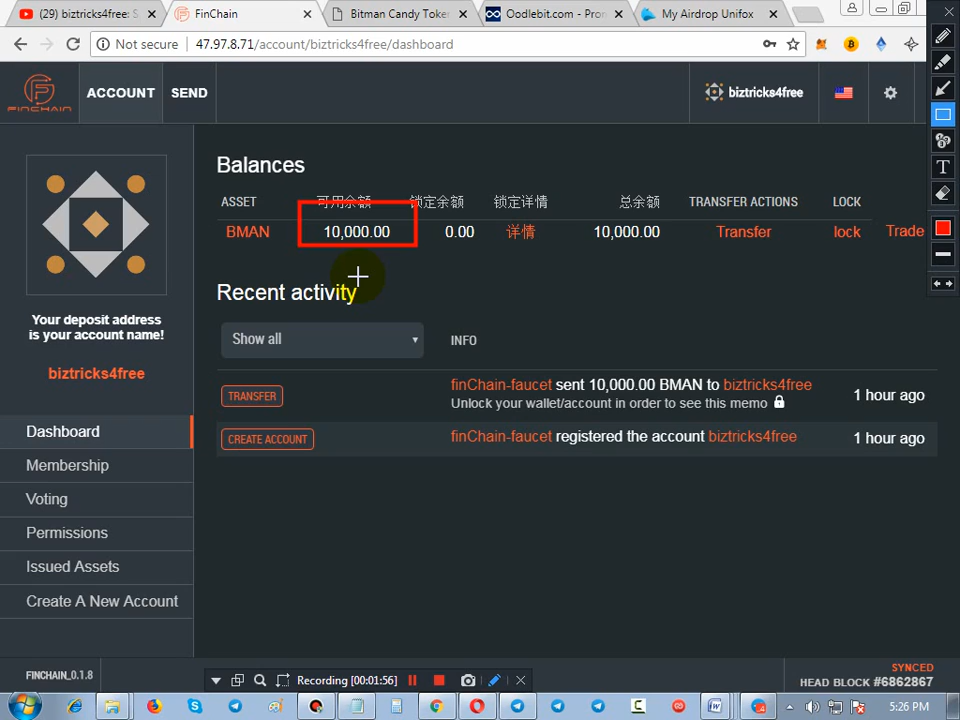 (29) biztricks4free: S
FinChain
Bitman Candy Toke
Oodlebit.com - Pron
My Airdrop Unifox
Not secure
47.97.8.71/account/biztricks4free/dashboard
FINCHAIN
ACCOUNT
SEND
biztricks4free
Balances
ASSET
可用余额
锁定余额
锁定详情
总余额
TRANSFER ACTIONS
LOCK
BMAN
10,000.00
0.00
详情
10,000.00
Transfer
lock
Trade
Recent activity
Show all
INFO
TRANSFER
finChain-faucet sent 10,000.00 BMAN to biztricks4free
Unlock your wallet/account in order to see this memo
1 hour ago
CREATE ACCOUNT
finChain-faucet registered the account biztricks4free
1 hour ago
Your deposit address
is your account name!
biztricks4free
Dashboard
Membership
Voting
Permissions
Issued Assets
Create A New Account
FINCHAIN_0.1.8
Recording [00:01:56]
SYNCED
HEAD BLOCK #6862867
5:26 PM